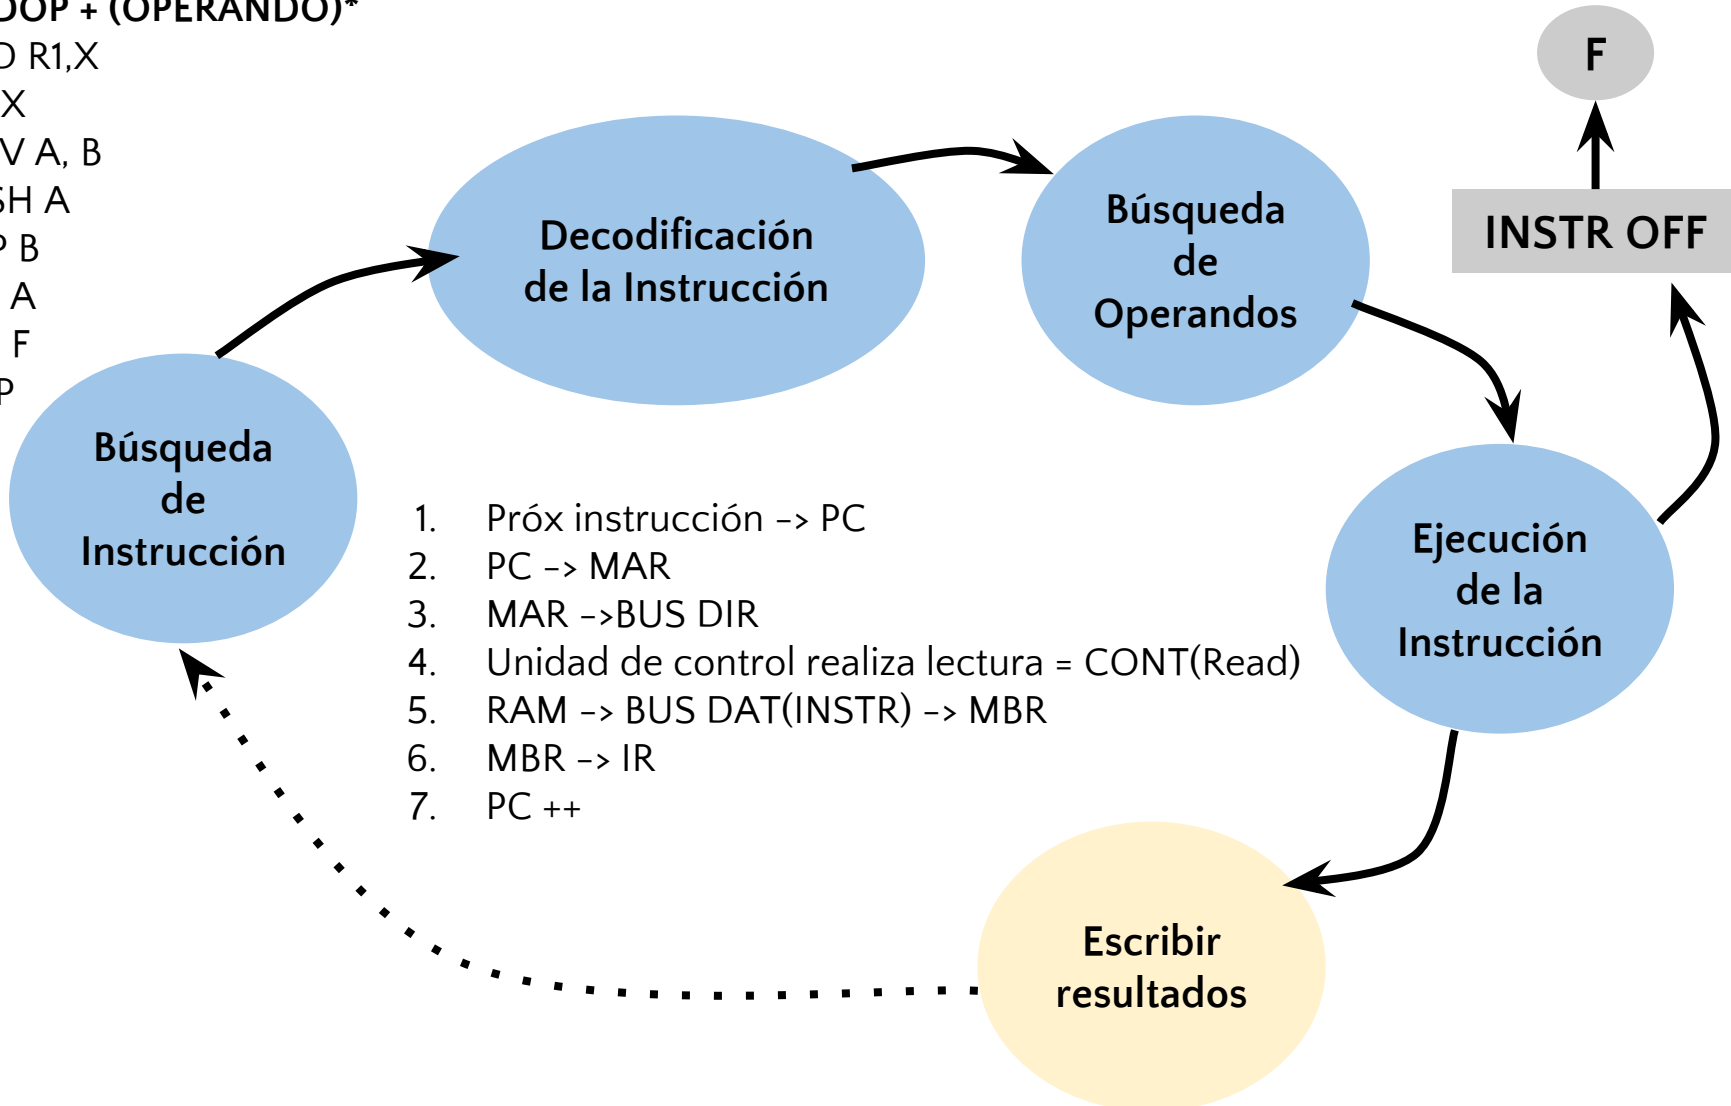 DOP + (OPERANDO)*
D R1,X
X
V A, B
SH A
P B
A
F
P
F
INSTR OFF
Decodificación
de la Instrucción
Búsqueda
de
Operandos
Búsqueda
de
Instrucción
Ejecución
de la
Instrucción
1. Próx instrucción -> PC
2. PC -> MAR
3. MAR ->BUS DIR
4. Unidad de control realiza lectura = CONT(Read)
5. RAM -> BUS DAT(INSTR) -> MBR
6. MBR -> IR
7. PC ++
Escribir
resultados